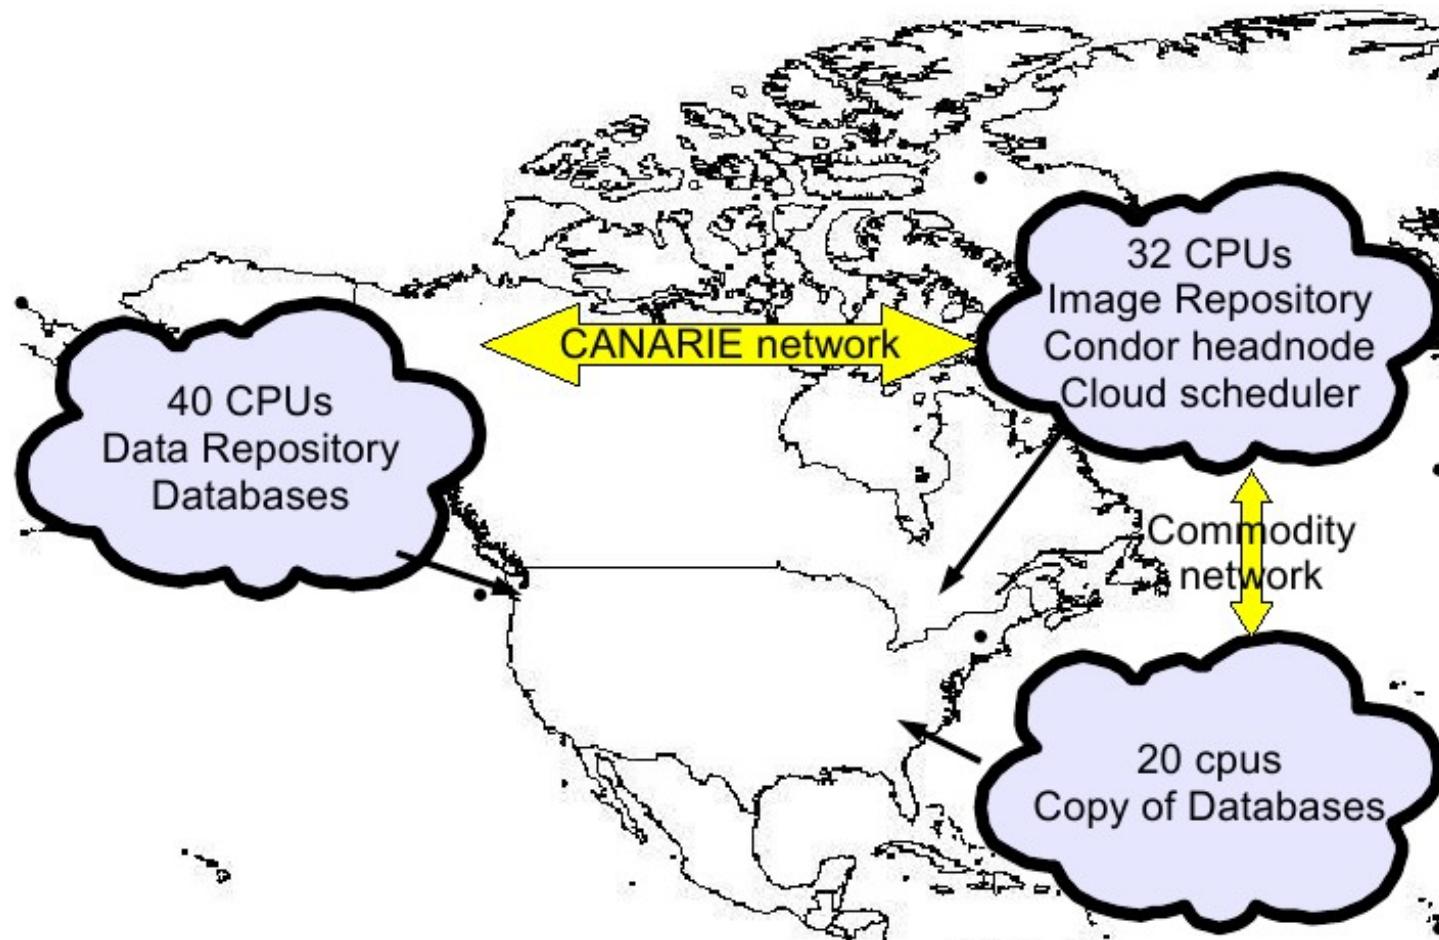 32 CPUs
Image Repository
Condor headnode
Cloud scheduler
CANARIE network
40 CPUs
Data Repository
Databases
Commodity
network
20 cpus
Copy of Databases